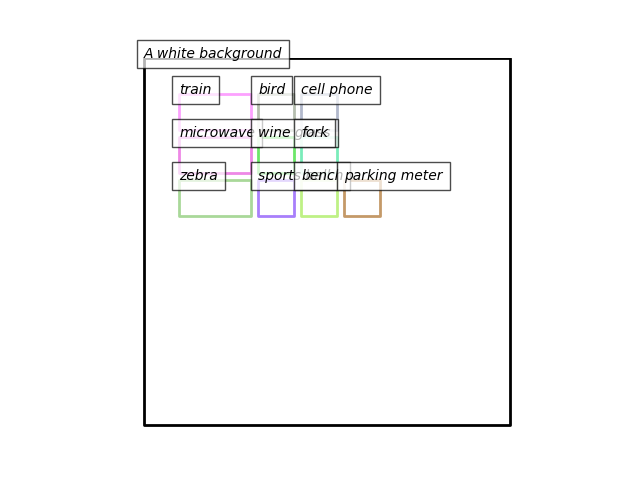 A white background
train
bird
cell phone
microwave
wine glass
fork
zebra
sports ball
bench
parking meter